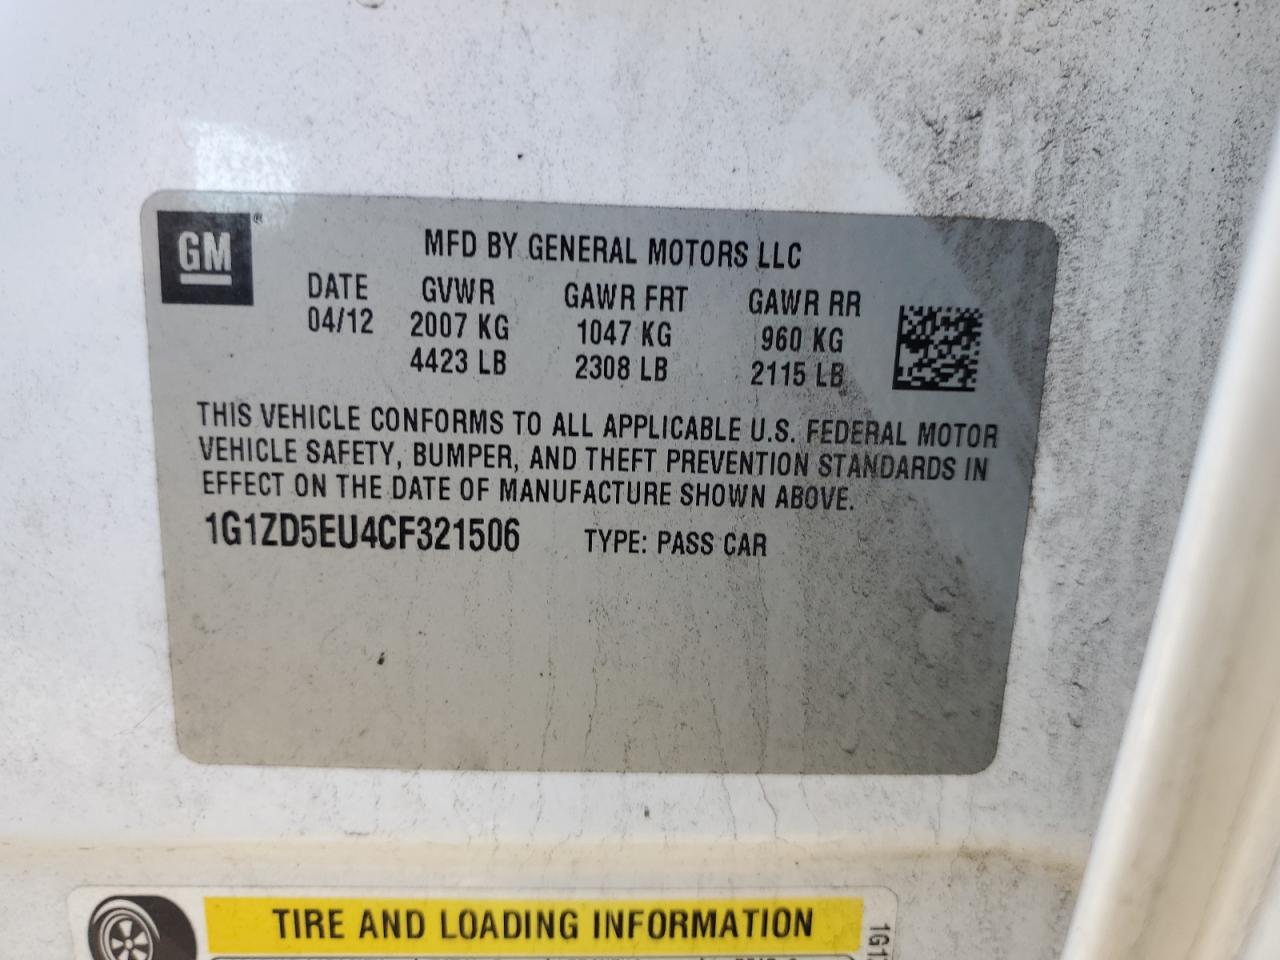 GM®
MFD BY GENERAL MOTORS LLC
DATE GVWR GAWR FRT GAWR RR
04/12 2007 KG 1047 KG 960 KG
4423 LB 2308 LB 2115 LB
THIS VEHICLE CONFORMS TO ALL APPLICABLE U.S. FEDERAL MOTOR
VEHICLE SAFETY, BUMPER, AND THEFT PREVENTION STANDARDS IN
EFFECT ON THE DATE OF MANUFACTURE SHOWN ABOVE.
1G1ZD5EU4CF321506 TYPE: PASS CAR
TIRE AND LOADING INFORMATION